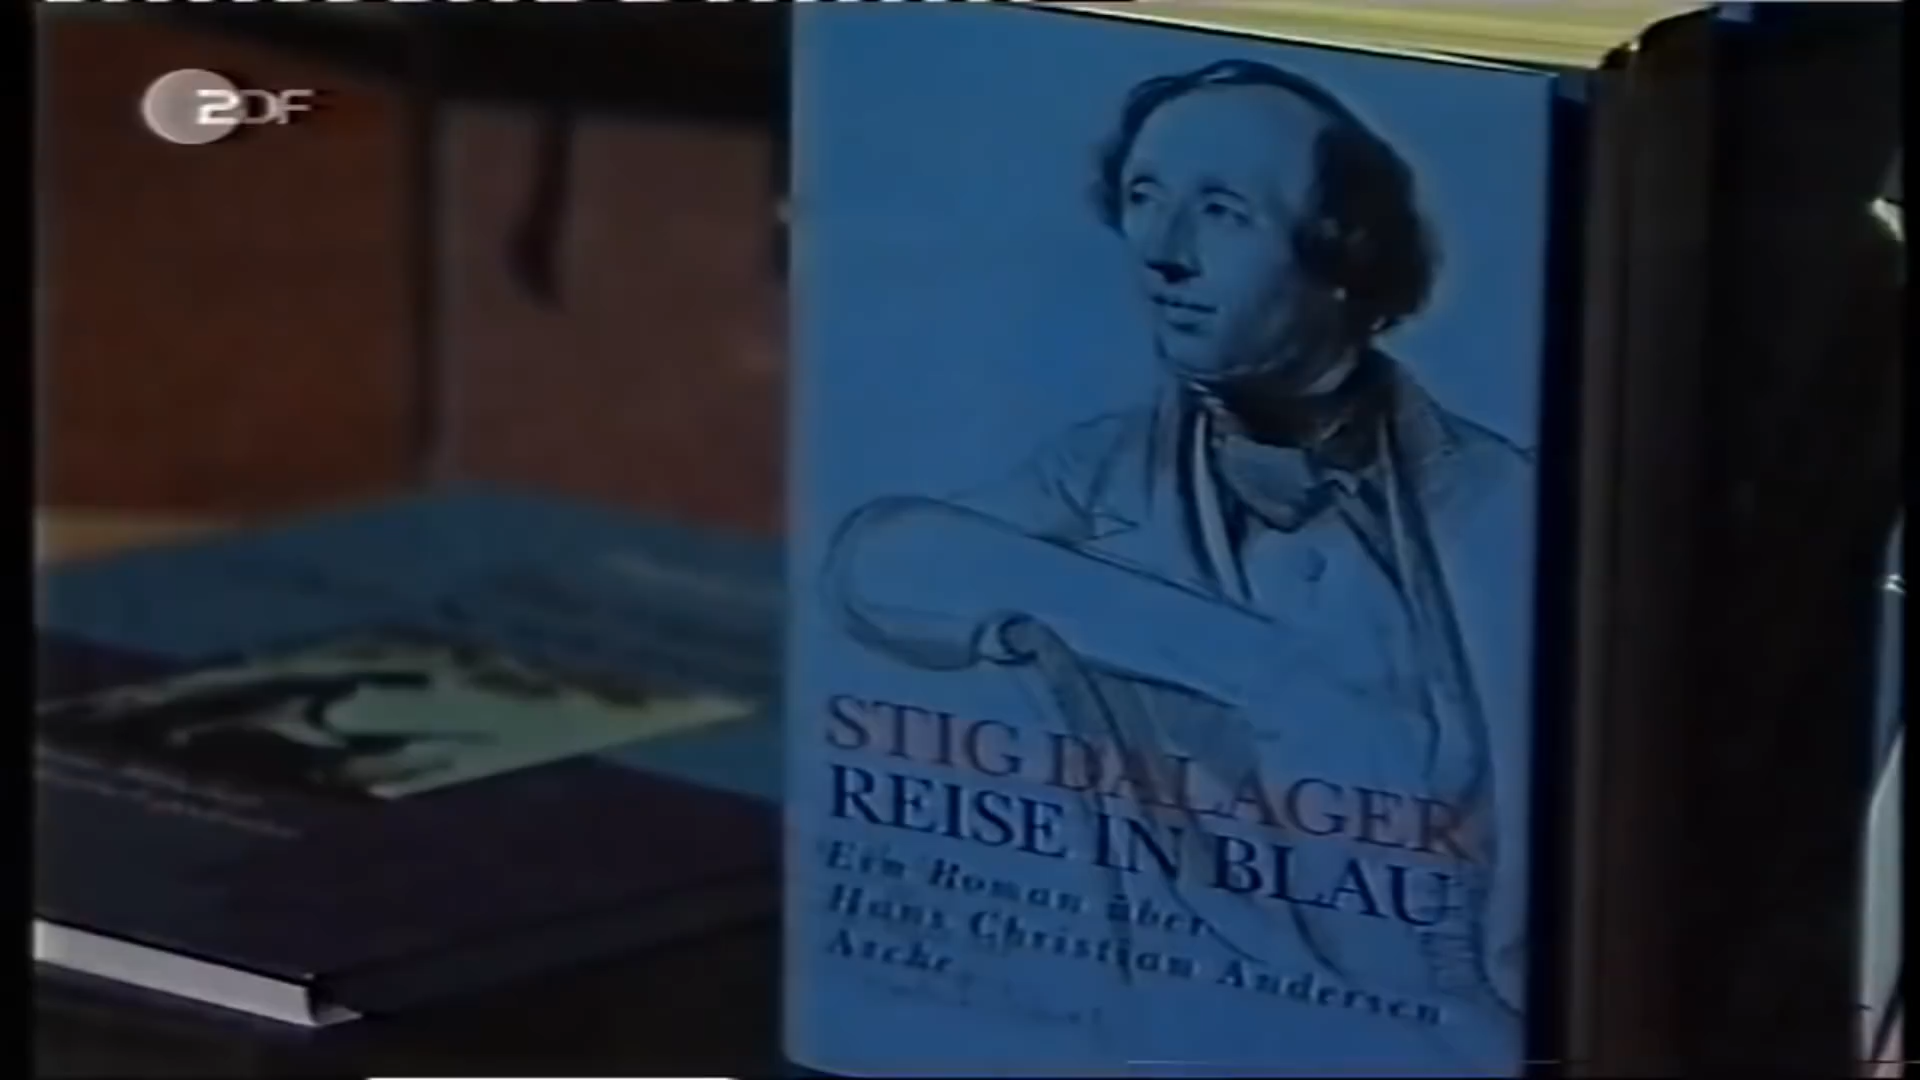 ZDF
STIG DALAGER
REISE IN BLAU
Ein Roman über
Hans Christian Andersen
Arche